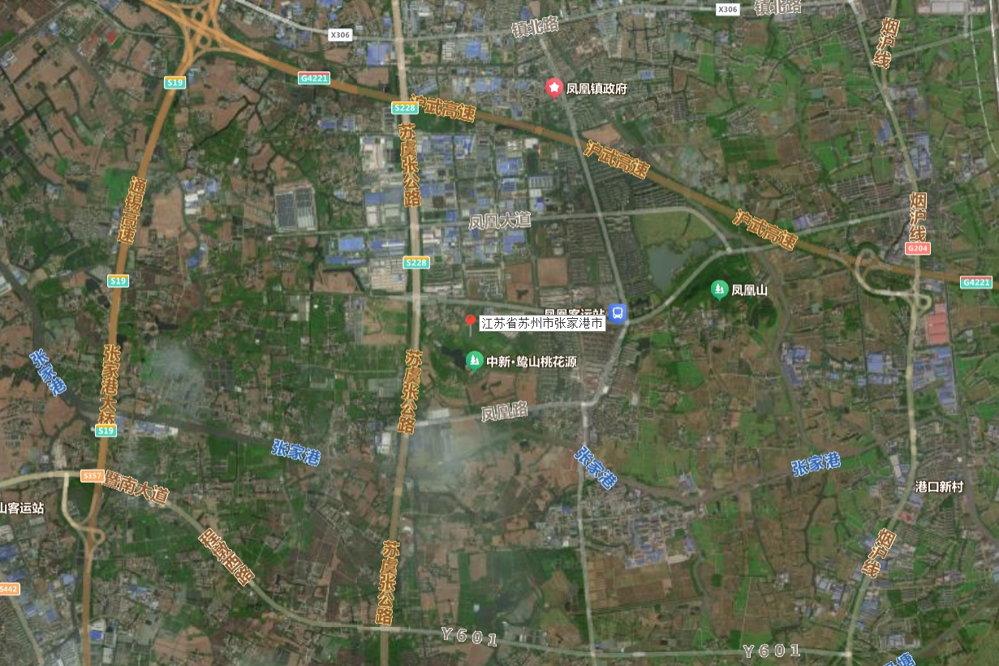 X306
镇北路
X306
镇北路
烟沪线
S19
G4221
凤凰镇政府
S228
沪武高速
苏虞张公路
沪武高速
通锡高速
凤凰大道
沪武高速
烟沪线
G204
S228
S19
G4221
凤凰山
凤凰客运站
江苏省苏州市张家港市
张家港
张家港大桥
苏虞张公路
中新·鹫山桃花源
凤凰路
S19
张家港
张家港
张家港
S357
暨南大道
港口新村
山客运站
烟沪线
苏虞张公路
S442
Y601
Y601